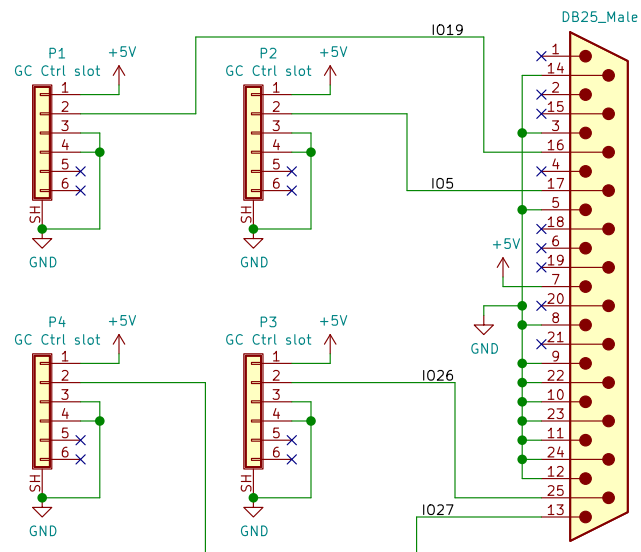 DB25_Male
IO19
P1
GC Ctrl slot
+5V
1
2
3
4
5
6
SH
GND
P2
GC Ctrl slot
+5V
1
2
3
4
5
6
SH
GND
1
14
2
15
3
16
4
17
5
18
6
19
7
20
8
21
9
22
10
23
11
24
12
25
13
IO5
+5V
GND
P4
GC Ctrl slot
+5V
1
2
3
4
5
6
SH
GND
P3
GC Ctrl slot
+5V
1
2
3
4
5
6
SH
GND
IO26
IO27